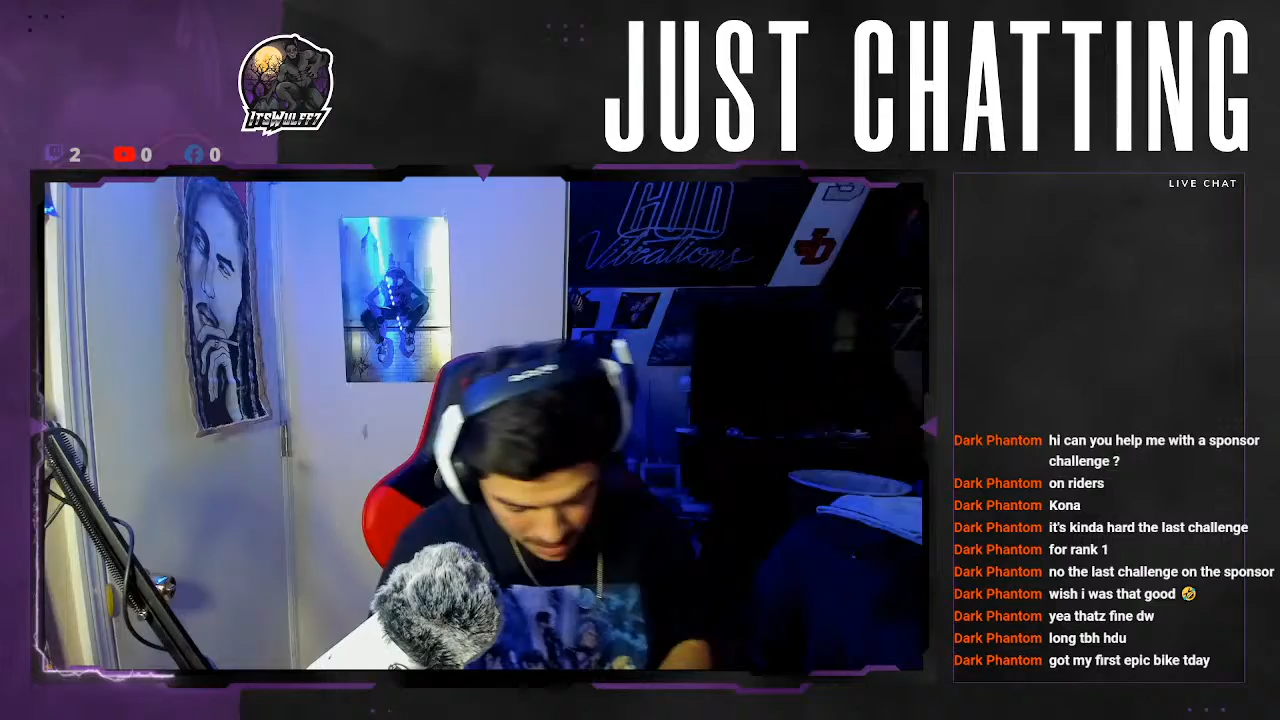 JUST CHATTING
ITSWULFF7
2
0
0
LIVE CHAT
GOOD
Vibrations
Dark Phantom hi can you help me with a sponsor
challenge ?
Dark Phantom on riders
Dark Phantom Kona
Dark Phantom it's kinda hard the last challenge
Dark Phantom for rank 1
Dark Phantom no the last challenge on the sponsor
Dark Phantom wish i was that good 🤣
Dark Phantom yea thatz fine dw
Dark Phantom long tbh hdu
Dark Phantom got my first epic bike tday